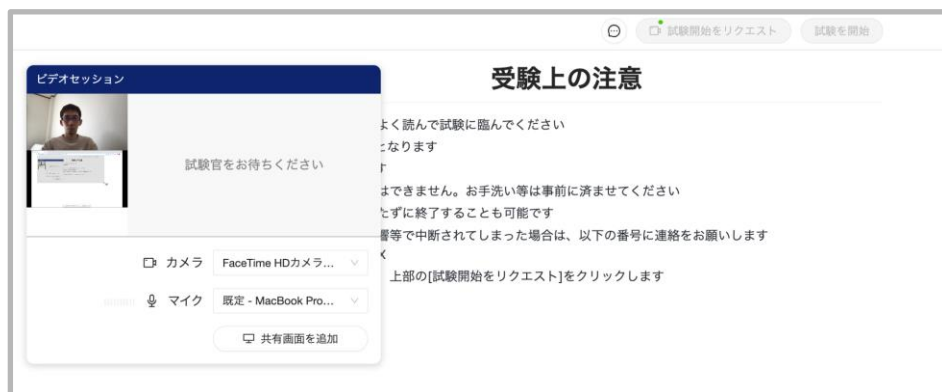 試験開始をリクエスト
試験を開始
ビデオセッション
受験上の注意
よく読んで試験に臨んでください
となります
試験官をお待ちください
はできません。お手洗い等は事前に済ませてください
たずに終了することも可能です
響等で中断されてしまった場合は、以下の番号に連絡をお願いします
上部の[試験開始をリクエスト]をクリックします
カメラ
FaceTime HDカメラ...
マイク
既定 - MacBook Pro...
共有画面を追加